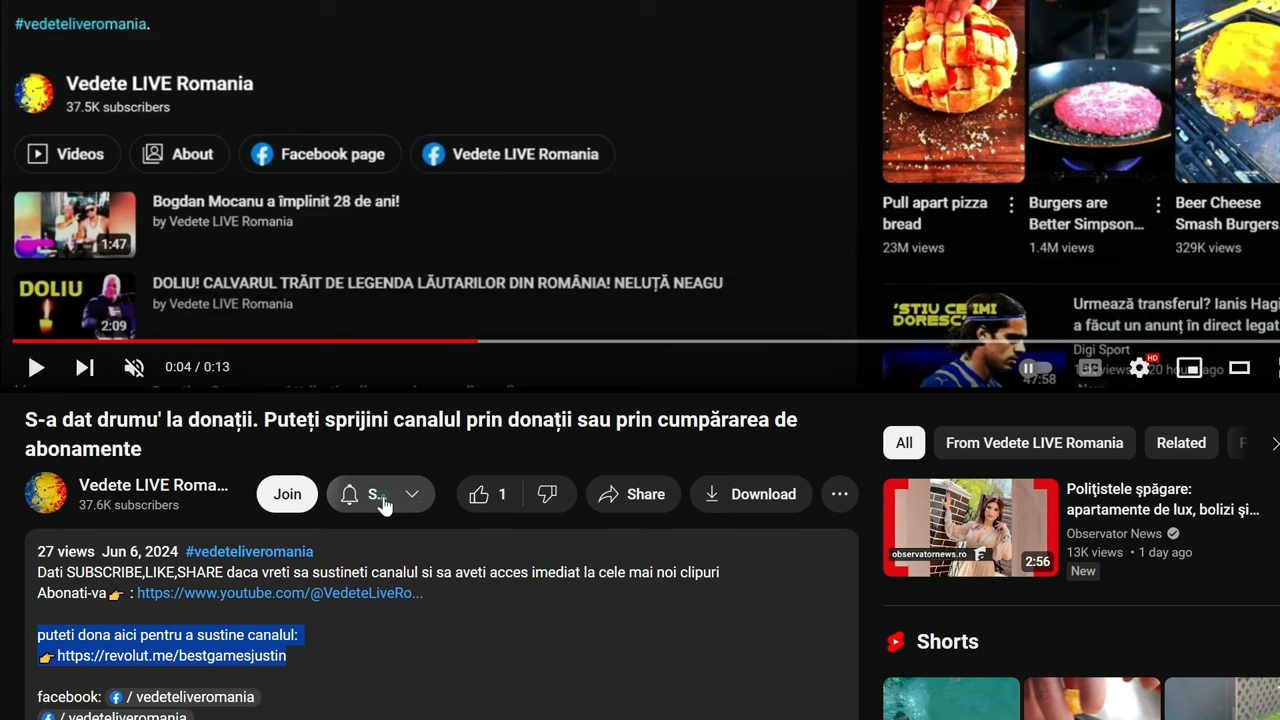 #vedeteliveromania.
Vedete LIVE Romania
37.5K subscribers
Videos
About
Facebook page
Vedete LIVE Romania
Bogdan Mocanu a împlinit 28 de ani!
by Vedete LIVE Romania
1:47
DOLIU! CALVARUL TRĂIT DE LEGENDA LĂUTARILOR DIN ROMÂNIA! NELUȚĂ NEAGU
by Vedete LIVE Romania
DOLIU
2:09
0:04 / 0:13
Pull apart pizza
bread
23M views
Burgers are
Better Simpson...
1.4M views
Beer Cheese
Smash Burgers
329K views
'ȘTIU CE ÎMI
DORESC'
Urmează transferul? Ianis Hagi
a făcut un anunț în direct legat
Digi Sport
20 hours ago
47:58
HD
S-a dat drumu' la donații. Puteți sprijini canalul prin donații sau prin cumpărarea de
abonamente
Vedete LIVE Roma...
37.6K subscribers
Join
S...
1
Share
Download
27 views Jun 6, 2024 #vedeteliveromania
Dati SUBSCRIBE,LIKE,SHARE daca vreti sa sustineti canalul si sa aveti acces imediat la cele mai noi clipuri
Abonati-va👉 : https://www.youtube.com/@VedeteLiveRo...
puteti dona aici pentru a sustine canalul:
👉https://revolut.me/bestgamesjustin
facebook: / vedeteliveromania
/ vedeteliveromania
All
From Vedete LIVE Romania
Related
Polițistele șpăgare:
apartamente de lux, bolizi și...
Observator News
13K views • 1 day ago
New
observatornews.ro
2:56
Shorts